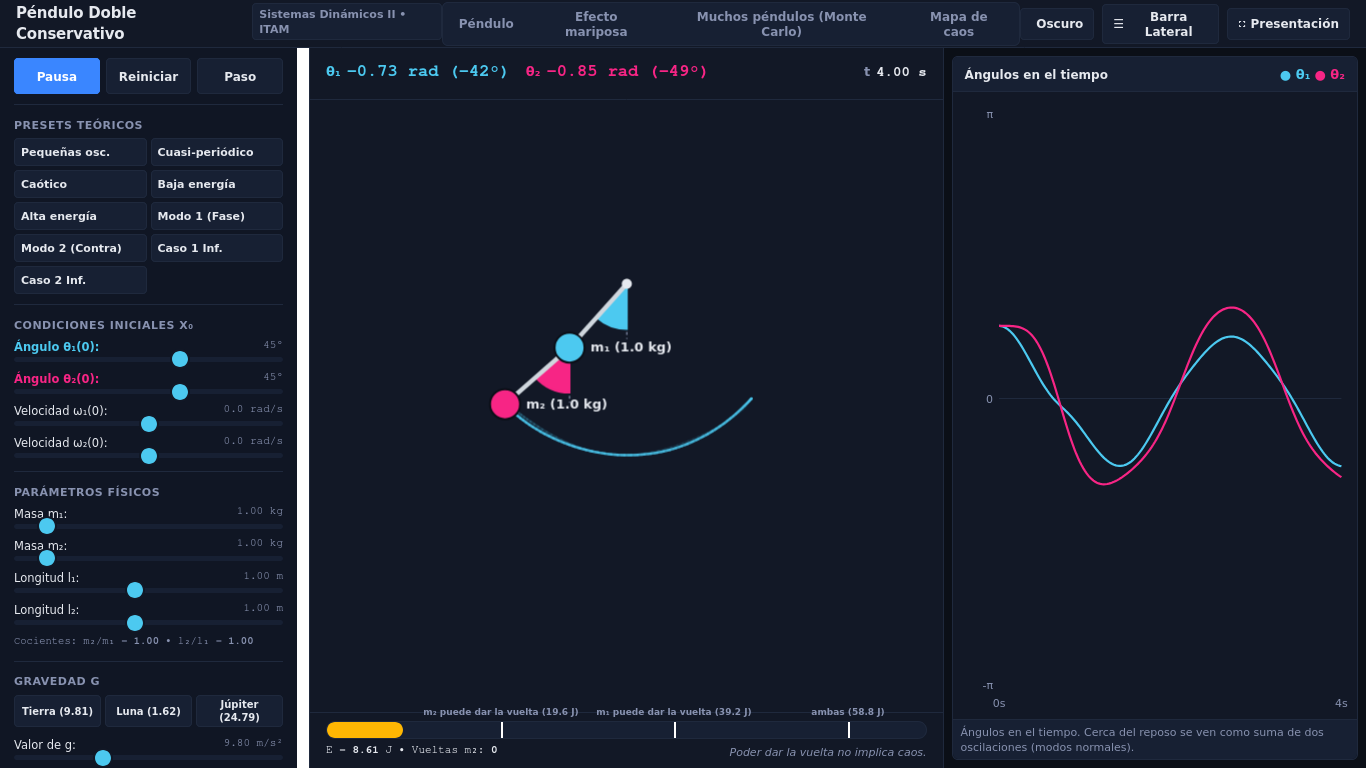 Péndulo Doble
Conservativo
Sistemas Dinámicos II •
ITAM
Péndulo
Efecto
mariposa
Muchos péndulos (Monte
Carlo)
Mapa de
caos
Oscuro
☰ Barra
Lateral
⛶ Presentación
Pausa
Reiniciar
Paso
PRESETS TEÓRICOS
Pequeñas osc.
Cuasi-periódico
Caótico
Baja energía
Alta energía
Modo 1 (Fase)
Modo 2 (Contra)
Caso 1 Inf.
Caso 2 Inf.
CONDICIONES INICIALES X₀
Ángulo θ₁(0): 45°
Ángulo θ₂(0): 45°
Velocidad ω₁(0): 0.0 rad/s
Velocidad ω₂(0): 0.0 rad/s
PARÁMETROS FÍSICOS
Masa m₁: 1.00 kg
Masa m₂: 1.00 kg
Longitud l₁: 1.00 m
Longitud l₂: 1.00 m
Cocientes: m₂/m₁ = 1.00 • l₂/l₁ = 1.00
GRAVEDAD G
Tierra (9.81)
Luna (1.62)
Júpiter
(24.79)
Valor de g: 9.80 m/s²
θ₁ −0.73 rad (−42°) θ₂ −0.85 rad (−49°)
t 4.00 s
m₁ (1.0 kg)
m₂ (1.0 kg)
m₂ puede dar la vuelta (19.6 J)
m₁ puede dar la vuelta (39.2 J)
ambas (58.8 J)
E = 8.61 J • Vueltas m₂: 0
Poder dar la vuelta no implica caos.
Ángulos en el tiempo
● θ₁ ● θ₂
π
0
-π
0s
4s
Ángulos en el tiempo. Cerca del reposo se ven como suma de dos
oscilaciones (modos normales).